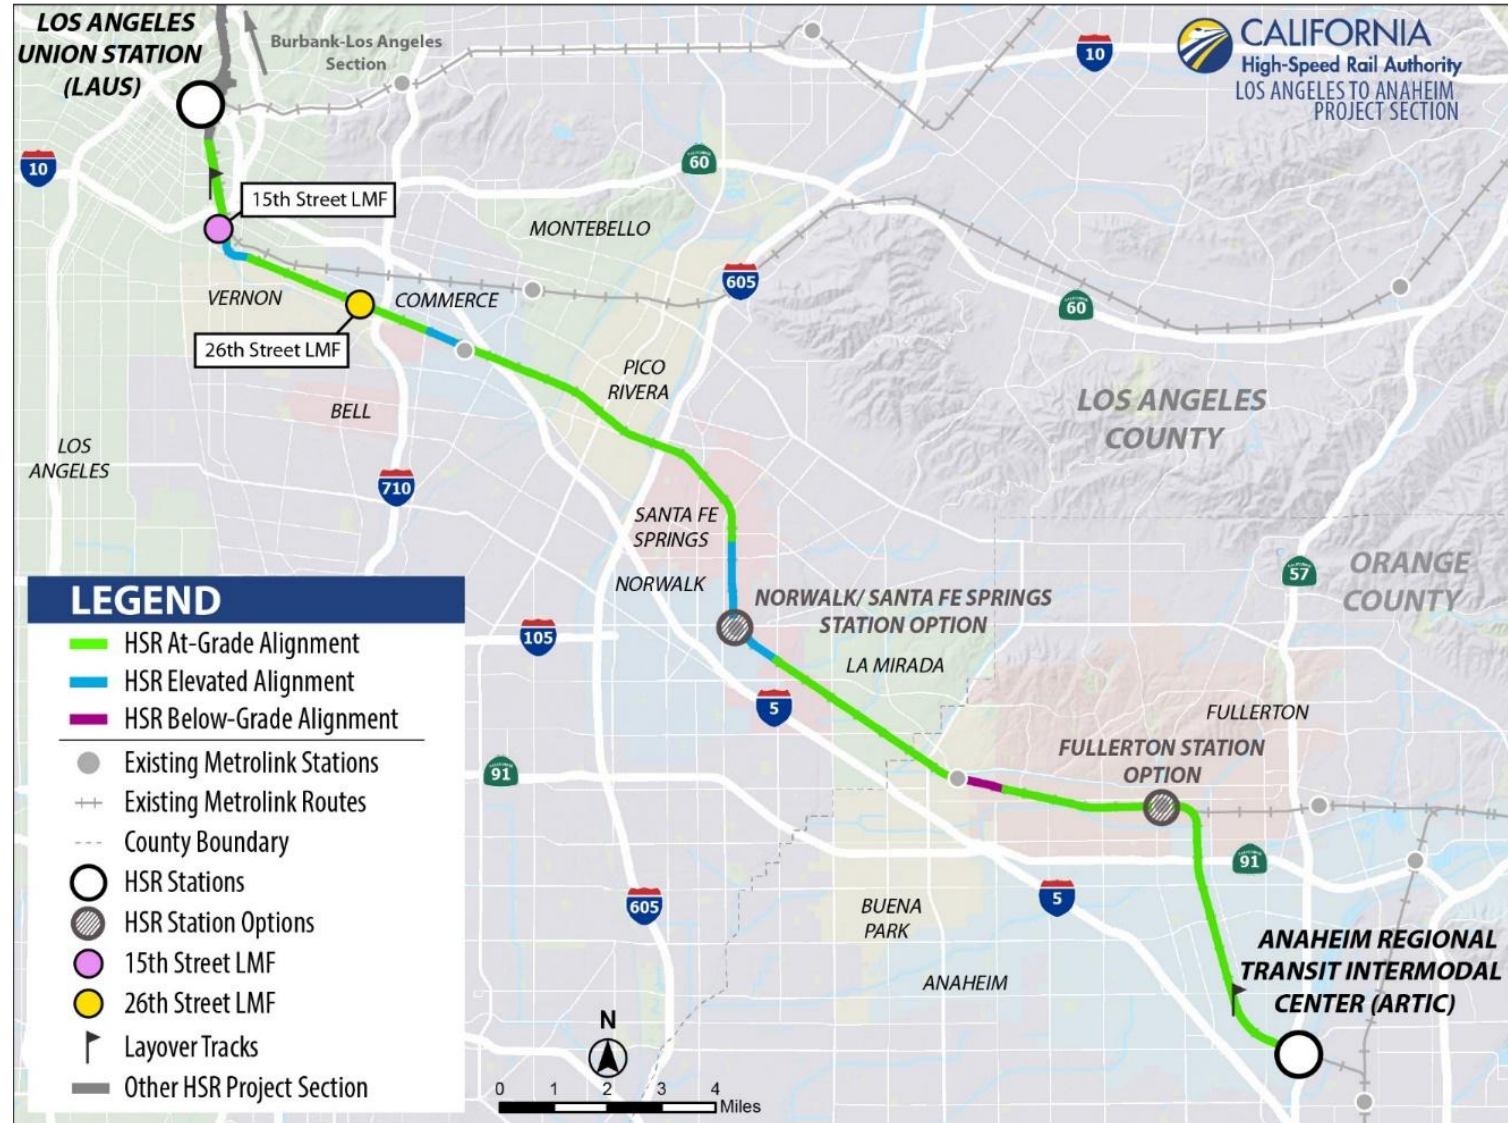 LOS ANGELES
UNION STATION
(LAUS)
Burbank-Los Angeles
Section
10
CALIFORNIA
High-Speed Rail Authority
LOS ANGELES TO ANAHEIM
PROJECT SECTION
10
60
15th Street LMF
MONTEBELLO
605
VERNON
COMMERCE
60
26th Street LMF
PICO
RIVERA
BELL
LOS ANGELES
COUNTY
LOS
ANGELES
710
SANTA FE
SPRINGS
NORWALK
57
ORANGE
COUNTY
NORWALK/ SANTA FE SPRINGS
STATION OPTION
105
LA MIRADA
5
FULLERTON
FULLERTON STATION
OPTION
91
91
605
5
BUENA
PARK
ANAHEIM
ANAHEIM REGIONAL
TRANSIT INTERMODAL
CENTER (ARTIC)
LEGEND
HSR At-Grade Alignment
HSR Elevated Alignment
HSR Below-Grade Alignment
Existing Metrolink Stations
Existing Metrolink Routes
County Boundary
HSR Stations
HSR Station Options
15th Street LMF
26th Street LMF
Layover Tracks
Other HSR Project Section
N
0 1 2 3 4
Miles